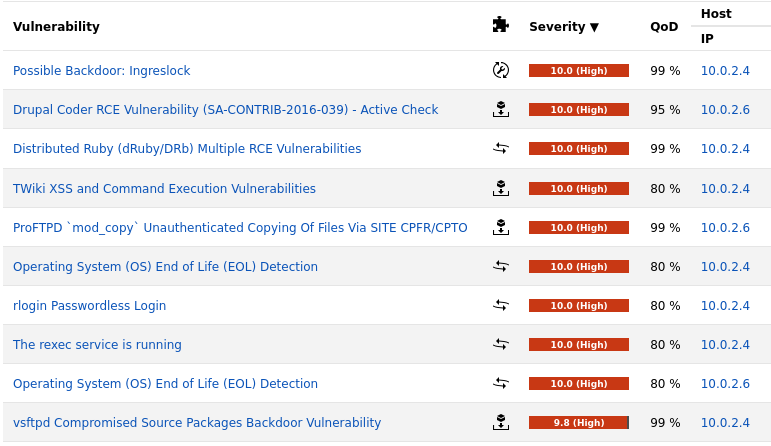 Vulnerability Severity ▼ QoD Host
IP
Possible Backdoor: Ingreslock 10.0 (High) 99 % 10.0.2.4
Drupal Coder RCE Vulnerability (SA-CONTRIB-2016-039) - Active Check 10.0 (High) 95 % 10.0.2.6
Distributed Ruby (dRuby/DRb) Multiple RCE Vulnerabilities 10.0 (High) 99 % 10.0.2.4
TWiki XSS and Command Execution Vulnerabilities 10.0 (High) 80 % 10.0.2.4
ProFTPD `mod_copy` Unauthenticated Copying Of Files Via SITE CPFR/CPTO 10.0 (High) 99 % 10.0.2.6
Operating System (OS) End of Life (EOL) Detection 10.0 (High) 80 % 10.0.2.4
rlogin Passwordless Login 10.0 (High) 80 % 10.0.2.4
The rexec service is running 10.0 (High) 80 % 10.0.2.4
Operating System (OS) End of Life (EOL) Detection 10.0 (High) 80 % 10.0.2.6
vsftpd Compromised Source Packages Backdoor Vulnerability 9.8 (High) 99 % 10.0.2.4